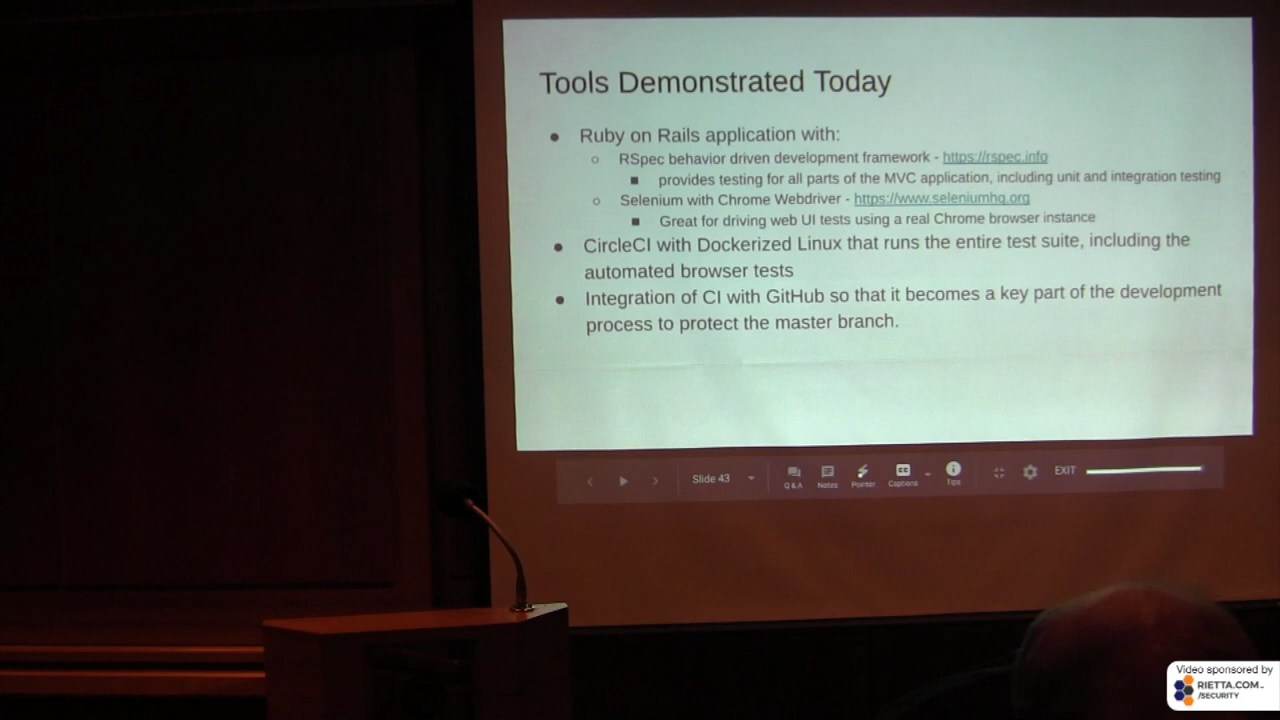 Tools Demonstrated Today
● Ruby on Rails application with:
○ RSpec behavior driven development framework - https://rspec.info
■ provides testing for all parts of the MVC application, including unit and integration testing
○ Selenium with Chrome Webdriver - https://www.seleniumhq.org
■ Great for driving web UI tests using a real Chrome browser instance
● CircleCI with Dockerized Linux that runs the entire test suite, including the
automated browser tests
● Integration of CI with GitHub so that it becomes a key part of the development
process to protect the master branch.
Slide 43
Q & A
Notes
Pointer
CC
Captions
Tips
EXIT
Video sponsored by
RIETTA.COM
/SECURITY